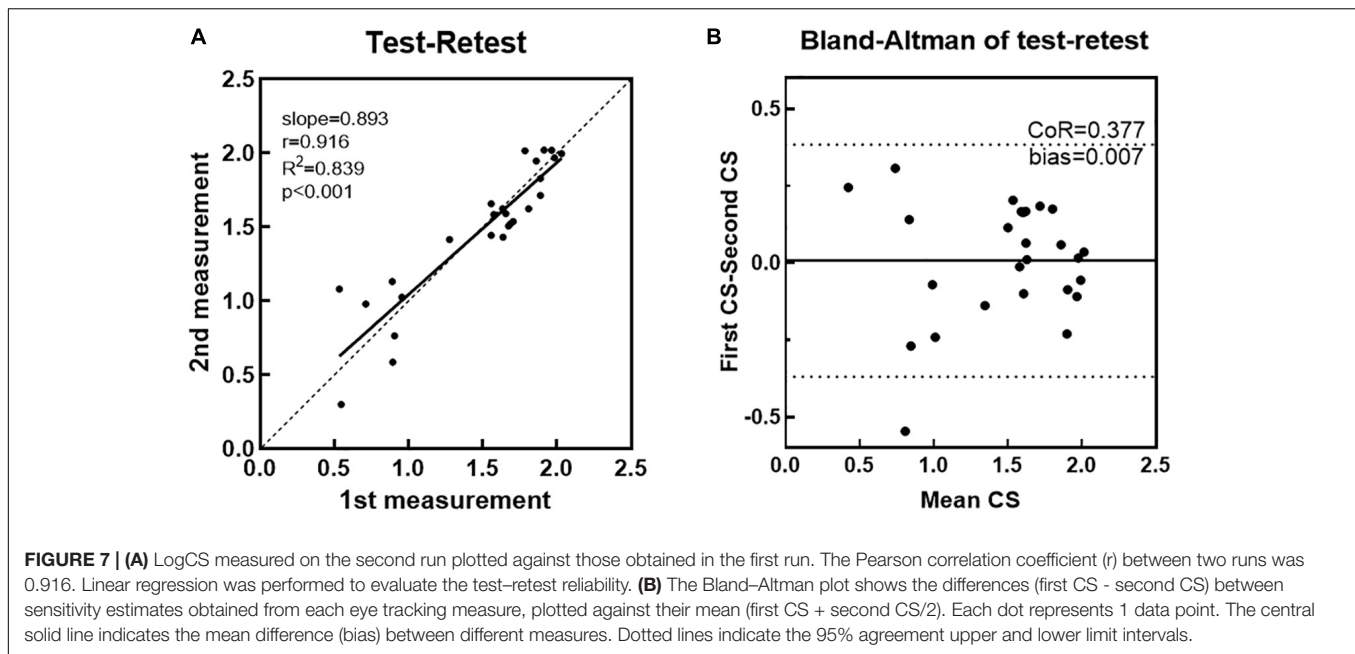 A
Test-Retest
2.5
2.0
1.5
1.0
0.5
0.0
2nd measurement
slope=0.893
r=0.916
R²=0.839
p<0.001
0.0 0.5 1.0 1.5 2.0 2.5
1st measurement
B
Bland-Altman of test-retest
0.5
0.0
-0.5
First CS-Second CS
CoR=0.377
bias=0.007
0.0 0.5 1.0 1.5 2.0 2.5
Mean CS
FIGURE 7 | (A) LogCS measured on the second run plotted against those obtained in the first run. The Pearson correlation coefficient (r) between two runs was
0.916. Linear regression was performed to evaluate the test–retest reliability. (B) The Bland–Altman plot shows the differences (first CS - second CS) between
sensitivity estimates obtained from each eye tracking measure, plotted against their mean (first CS + second CS/2). Each dot represents 1 data point. The central
solid line indicates the mean difference (bias) between different measures. Dotted lines indicate the 95% agreement upper and lower limit intervals.